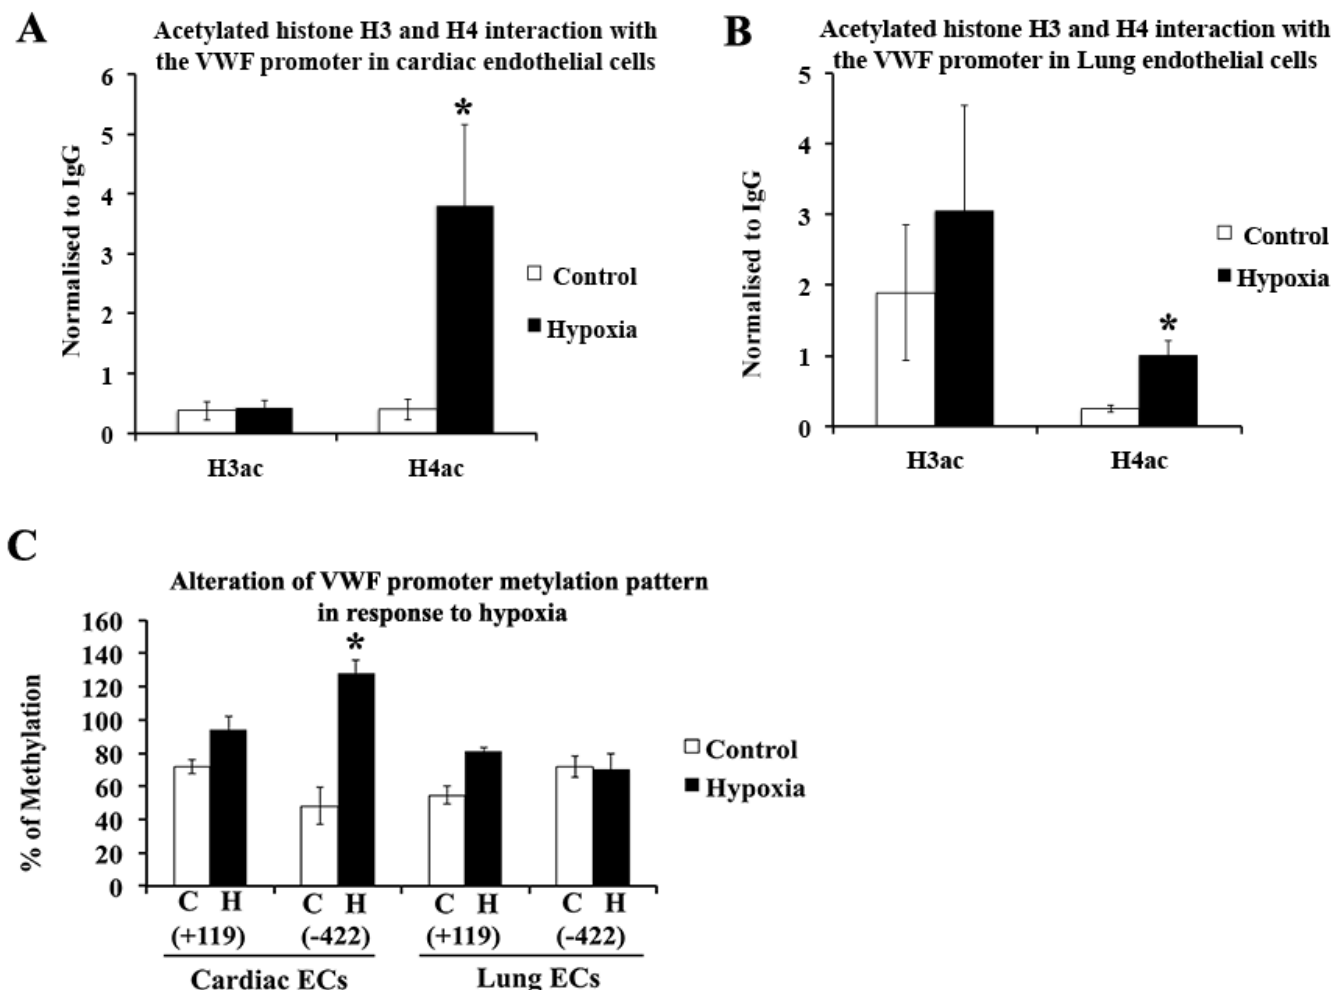 A
Acetylated histone H3 and H4 interaction with
the VWF promoter in cardiac endothelial cells
6
5
4
3
2
1
0
Normalised to IgG
*
Control
Hypoxia
H3ac
H4ac
B
Acetylated histone H3 and H4 interaction with
the VWF promoter in Lung endothelial cells
5
4
3
2
1
0
Normalised to IgG
*
Control
Hypoxia
H3ac
H4ac
C
Alteration of VWF promoter metylation pattern
in response to hypoxia
160
140
120
100
80
60
40
20
0
% of Methylation
*
Control
Hypoxia
C H C H C H C H
(+119) (-422) (+119) (-422)
Cardiac ECs Lung ECs